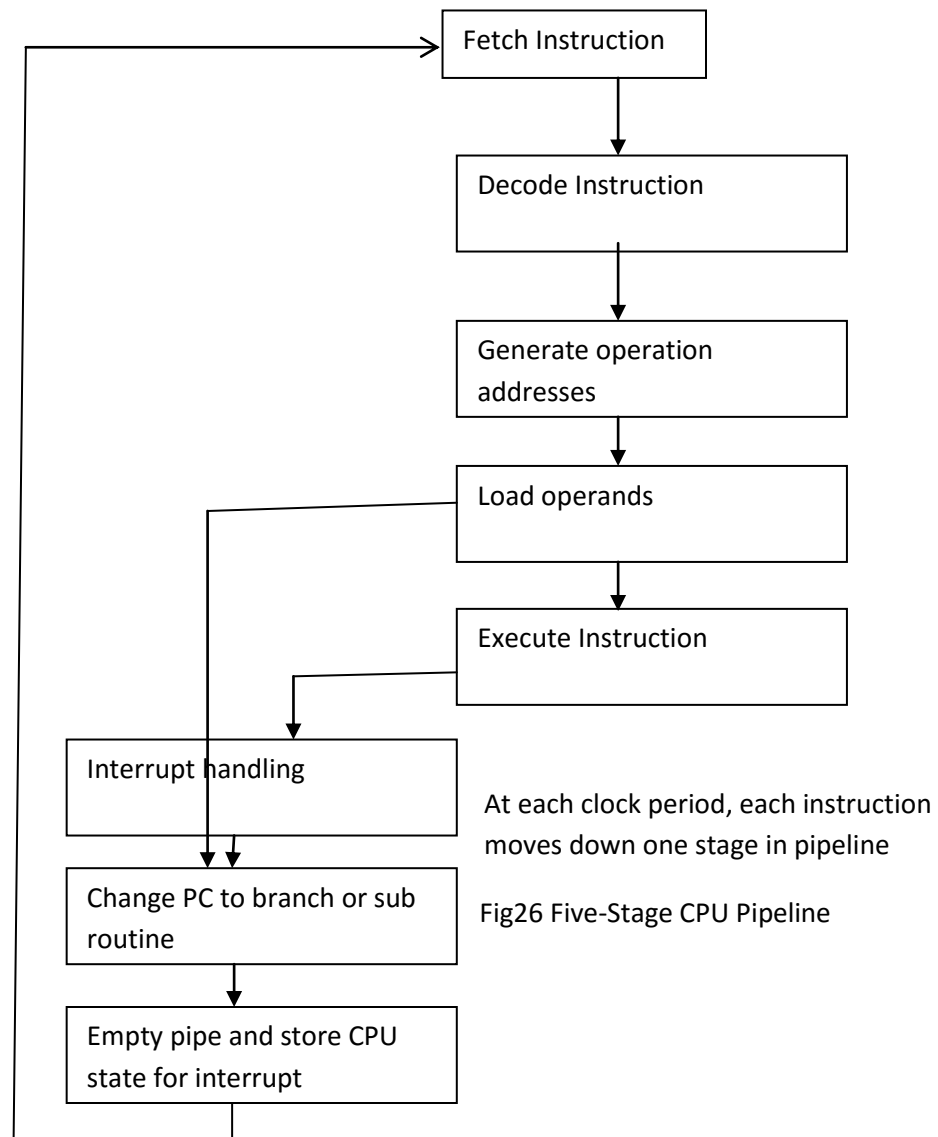 Fetch Instruction
Decode Instruction
Generate operation
addresses
Load operands
Execute Instruction
Interrupt handling
At each clock period, each instruction
moves down one stage in pipeline
Change PC to branch or sub
routine
Fig26 Five-Stage CPU Pipeline
Empty pipe and store CPU
state for interrupt